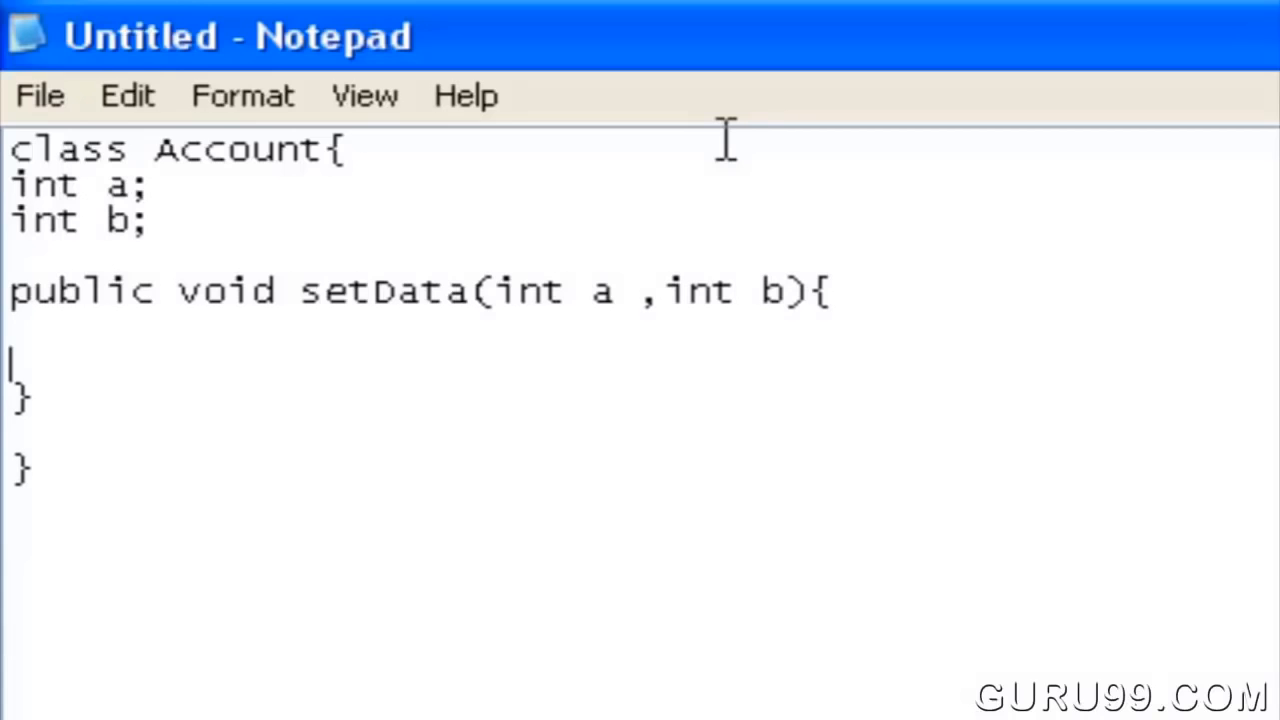 Untitled - Notepad
File Edit Format View Help
class Account{
int a;
int b;
public void setData(int a ,int b){
}
}
GURU99.COM